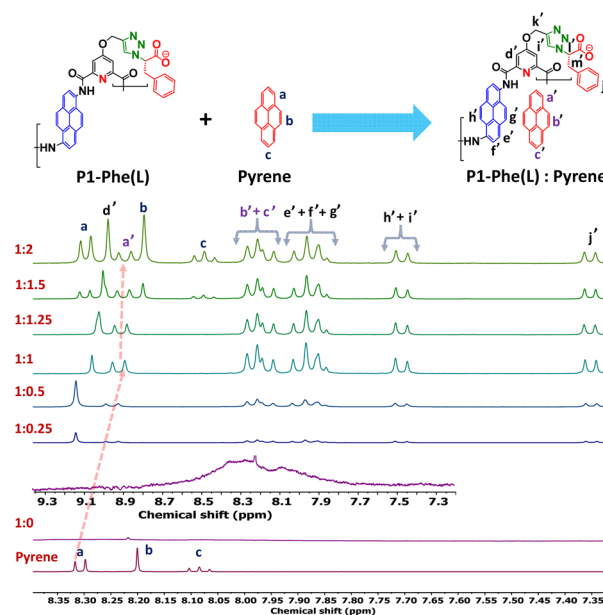 k′
O N=N
N
O
⊖
O
O
N
O
NH
HN
P1-Phe(L)
+
a
b
c
Pyrene
k′
O N=N
d′ i′ N l′ O
⊖
m′ O
O N O
NH
j′
a′
h′ g′ b′
e′
HN
f′ c′
P1-Phe(L) : Pyrene
a d′ a′ b c b′ + c′ e′ + f′ + g′ h′ + i′ j′
1:2
1:1.5
1:1.25
1:1
1:0.5
1:0.25
9.3 9.1 8.9 8.7 8.5 8.3 8.1 7.9 7.7 7.5 7.3
Chemical shift (ppm)
1:0
Pyrene a b c
8.35 8.30 8.25 8.20 8.15 8.10 8.05 8.00 7.95 7.90 7.85 7.80 7.75 7.70 7.65 7.60 7.55 7.50 7.45 7.40 7.35
Chemical shift (ppm)